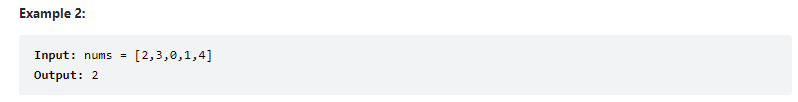 Example 2:
Input: nums = [2,3,0,1,4]
Output: 2